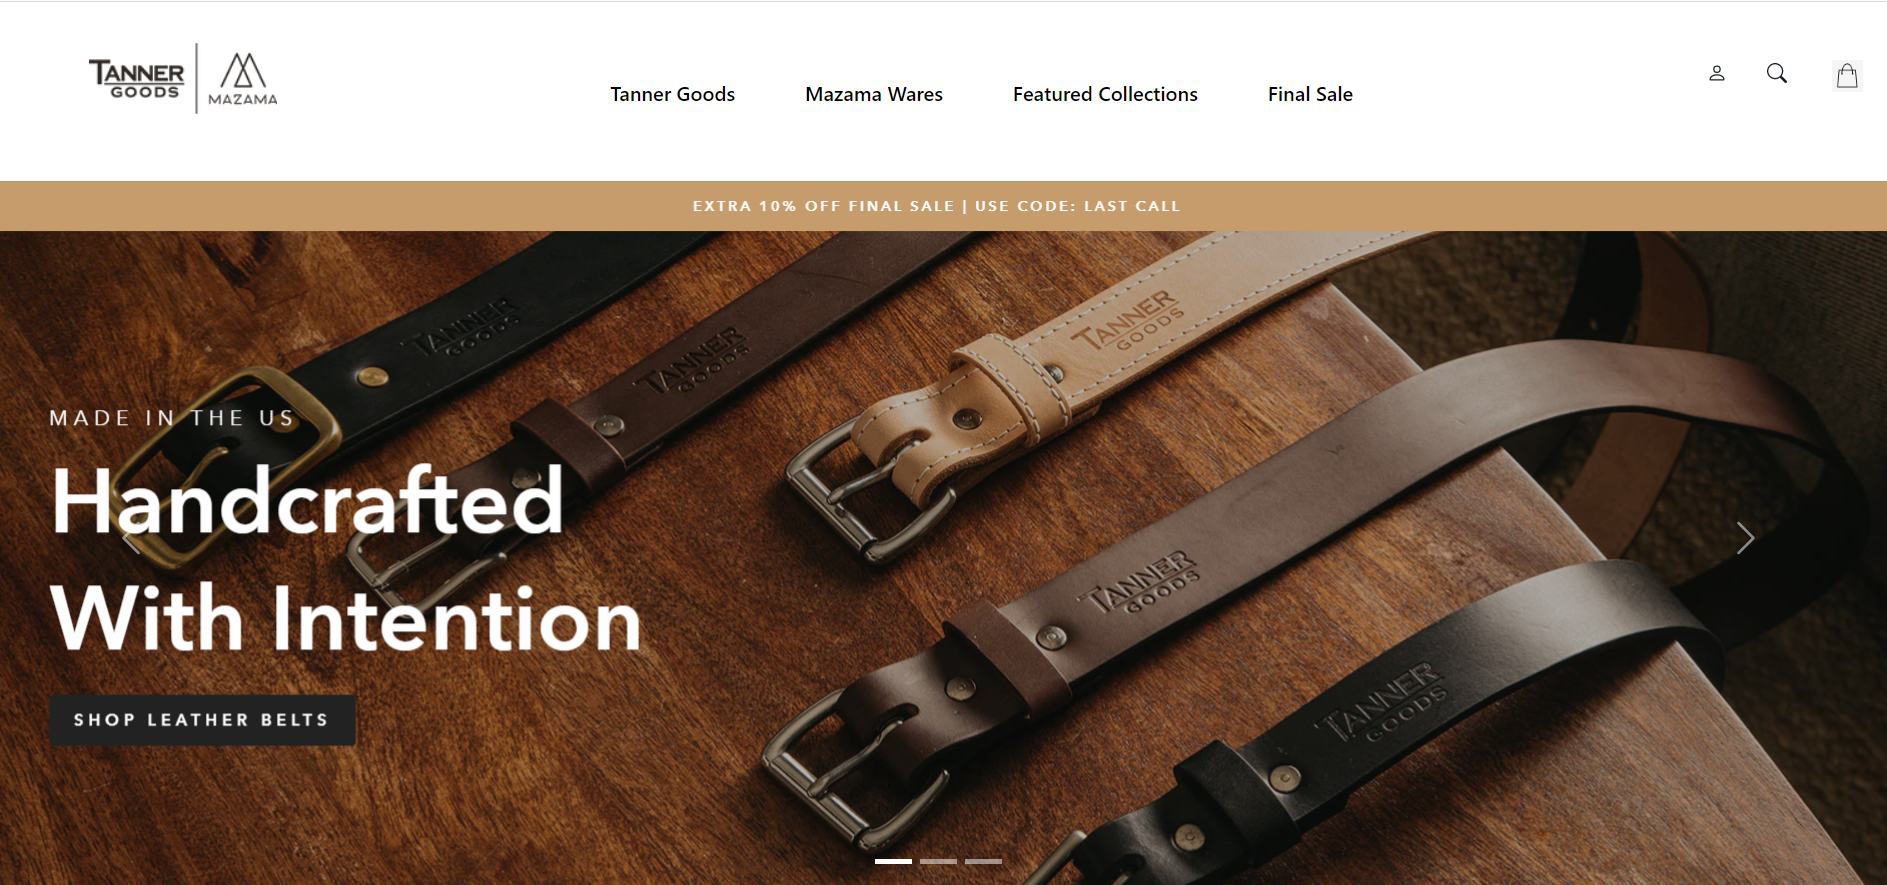 TANNER
GOODS
MAZAMA
Tanner Goods
Mazama Wares
Featured Collections
Final Sale
EXTRA 10% OFF FINAL SALE | USE CODE: LAST CALL
TANNER
GOODS
TANNER
GOODS
TANNER
GOODS
MADE IN THE US
Handcrafted
With Intention
TANNER
GOODS
TANNER
GOODS
SHOP LEATHER BELTS